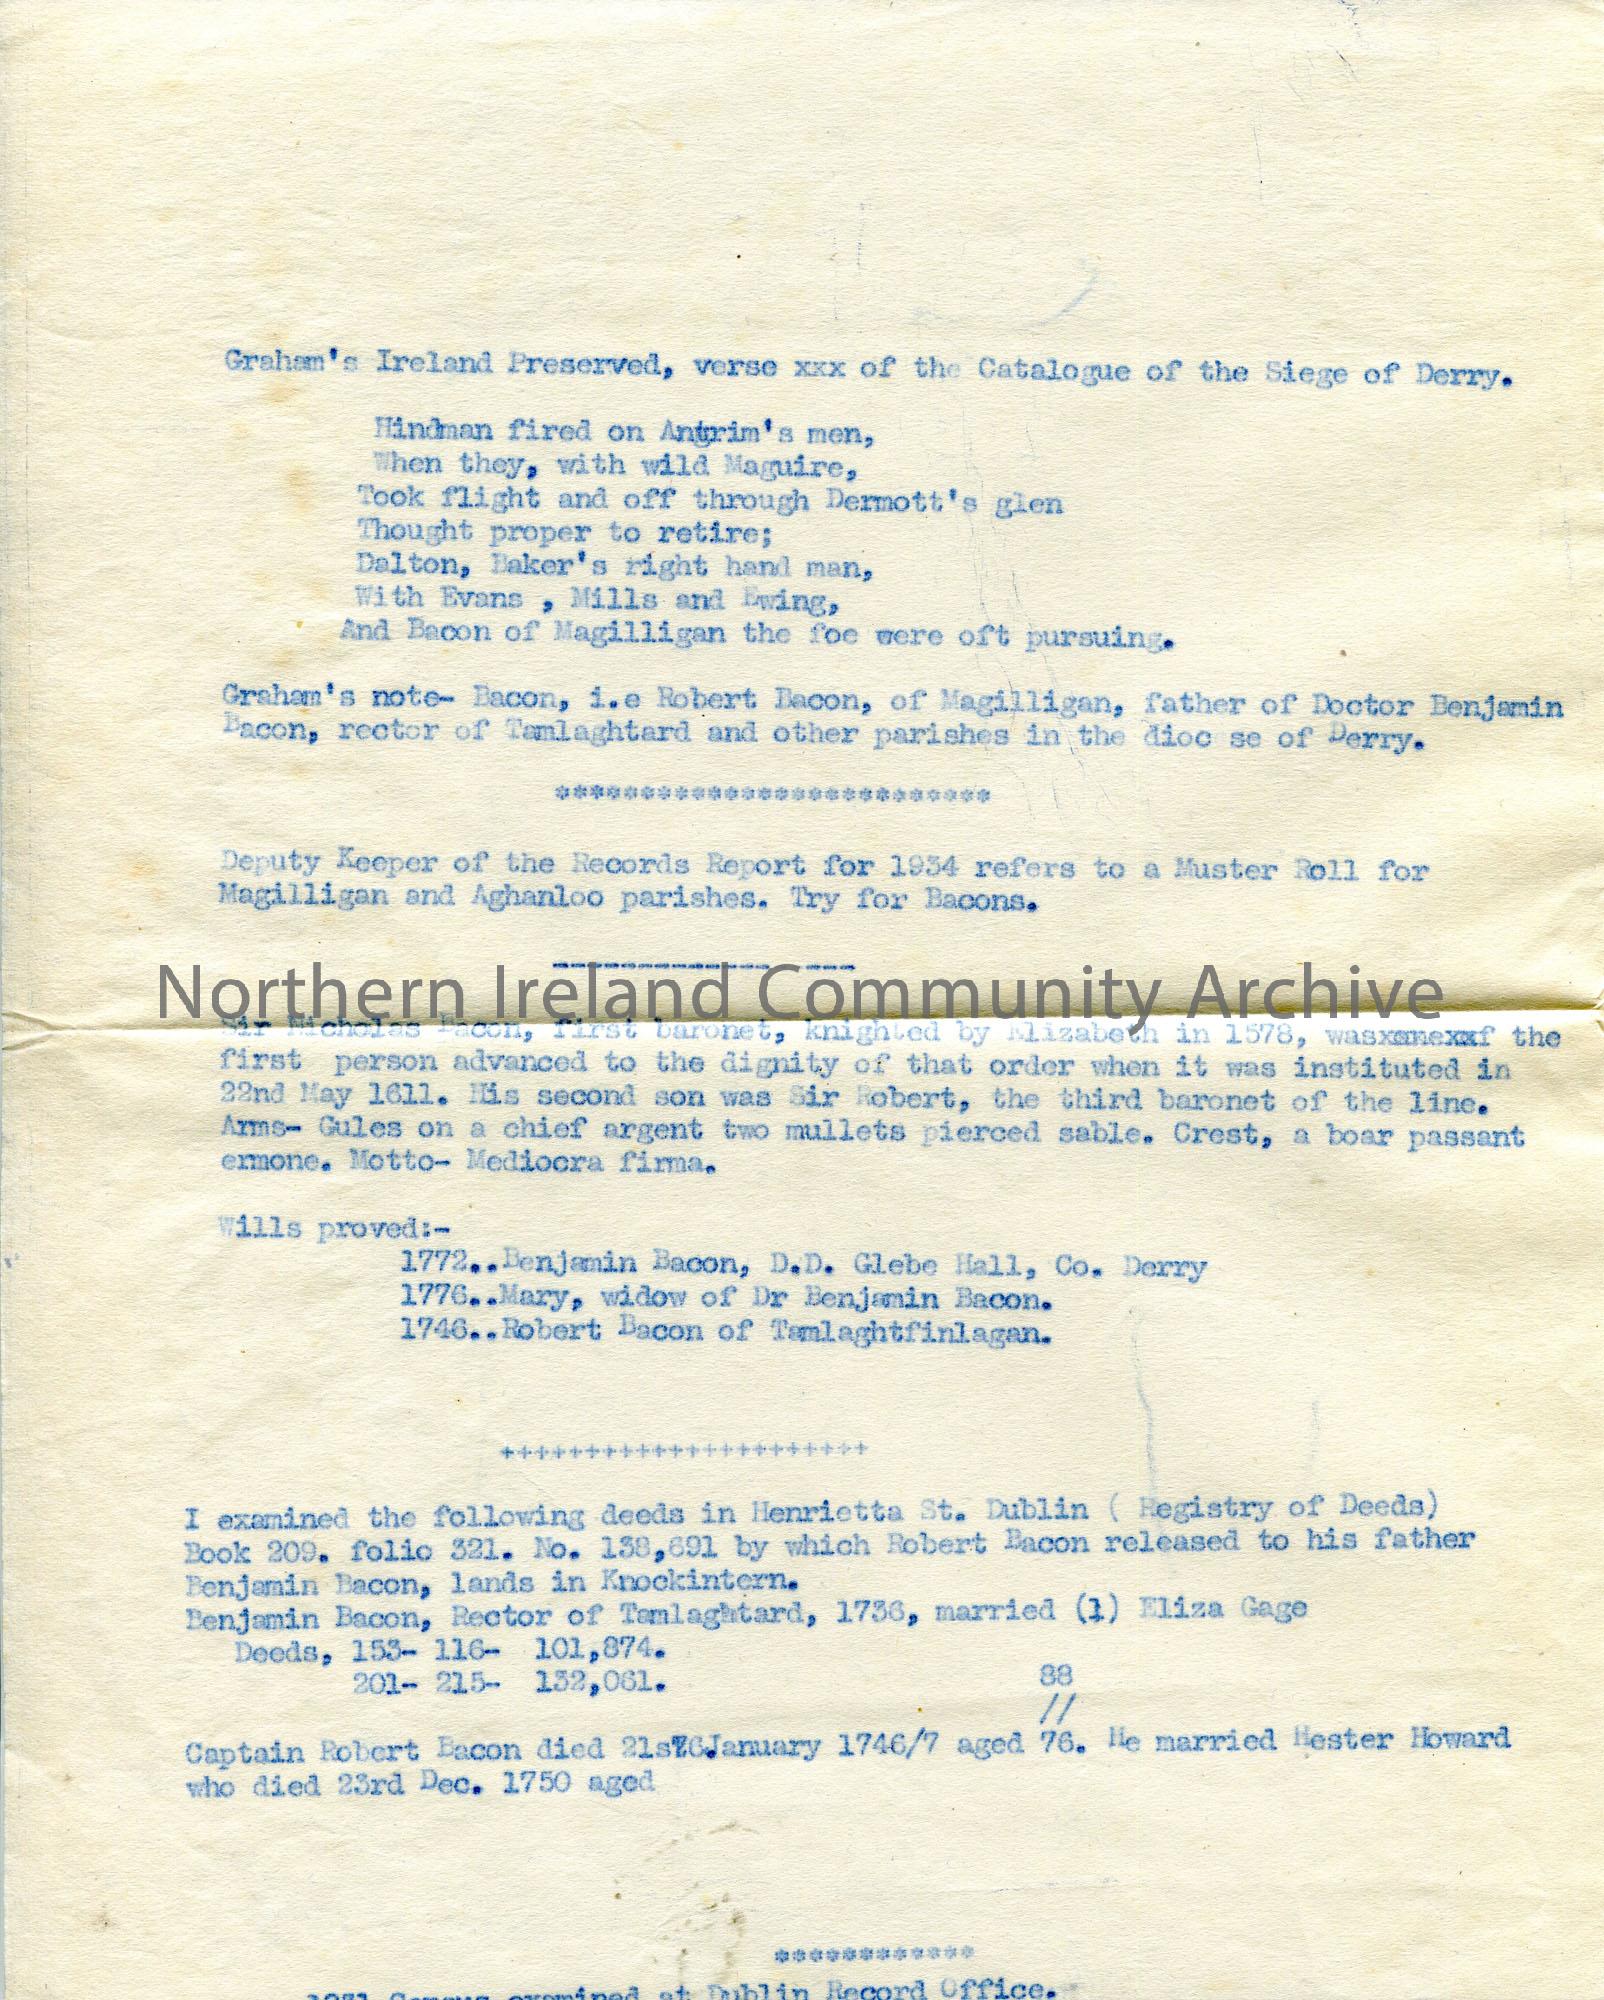 Graham's Ireland Preserved, verse xxx of the Catalogue of the Siege of Derry.
Hindman fired on Antrim's men,
When they, with wild Maguire,
Took flight and off through Dermott's glen
Thought proper to retire;
Dalton, Baker's right hand man,
With Evans , Mills and Ewing,
And Bacon of Magilligan the foe were oft pursuing.
Graham's note- Bacon, i.e Robert Bacon, of Magilligan, father of Doctor Benjamin
Bacon, rector of Tamlaghtard and other parishes in the dioc se of Derry.
**************************
Deputy Keeper of the Records Report for 1934 refers to a Muster Roll for
Magilligan and Aghanloo parishes. Try for Bacons.
Northern Ireland Community Archive
Sir Nicholas Bacon, first baronet, knighted by Elizabeth in 1578, was the
first person advanced to the dignity of that order when it was instituted in
22nd May 1611. His second son was Sir Robert, the third baronet of the line.
Arms- Gules on a chief argent two mullets pierced sable. Crest, a boar passant
ermone. Motto- Mediocra firma.
Wills proved:-
1772..Benjamin Bacon, D.D. Glebe Hall, Co. Derry
1776..Mary, widow of Dr Benjamin Bacon.
1746..Robert Bacon of Tamlaghtfinlagan.
++++++++++++++++++++++
I examined the following deeds in Henrietta St. Dublin ( Registry of Deeds)
Book 209. folio 321. No. 138,691 by which Robert Bacon released to his father
Benjamin Bacon, lands in Knockintern.
Benjamin Bacon, Rector of Tamlaghtard, 1736, married (1) Eliza Gage
Deeds, 153- 116- 101,874.
201- 215- 132,061.
88
//
Captain Robert Bacon died 21st January 1746/7 aged 76. He married Hester Howard
who died 23rd Dec. 1750 aged
************
1831 Census examined at Dublin Record Office.